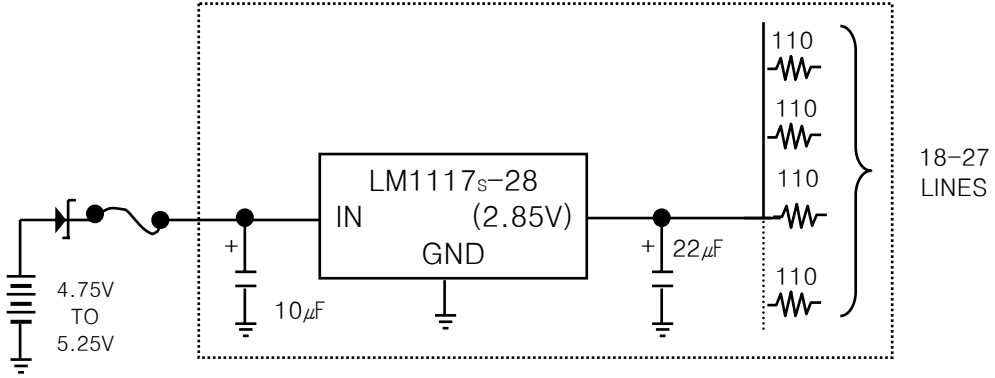 110
110
110
110
18-27
LINES
LM1117S-28
IN
(2.85V)
GND
+
10μF
+
22μF
4.75V
TO
5.25V